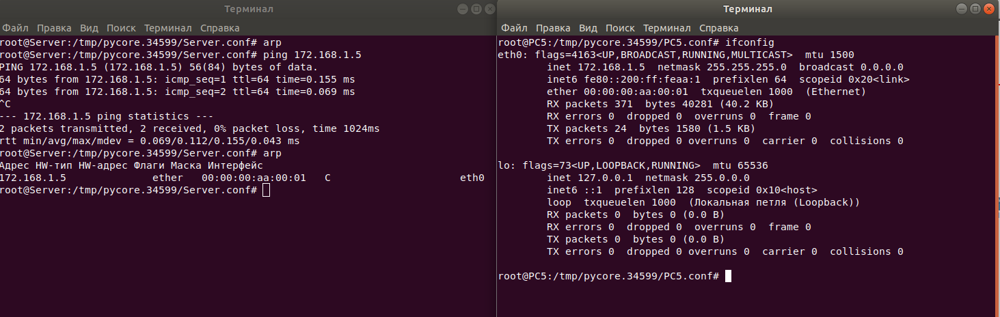 Терминал
Файл Правка Вид Поиск Терминал Справка
root@Server:/tmp/pycore.34599/Server.conf# arp
root@Server:/tmp/pycore.34599/Server.conf# ping 172.168.1.5
PING 172.168.1.5 (172.168.1.5) 56(84) bytes of data.
64 bytes from 172.168.1.5: icmp_seq=1 ttl=64 time=0.155 ms
64 bytes from 172.168.1.5: icmp_seq=2 ttl=64 time=0.069 ms
^C
--- 172.168.1.5 ping statistics ---
2 packets transmitted, 2 received, 0% packet loss, time 1024ms
rtt min/avg/max/mdev = 0.069/0.112/0.155/0.043 ms
root@Server:/tmp/pycore.34599/Server.conf# arp
Адрес HW-тип HW-адрес Флаги Маска Интерфейс
172.168.1.5 ether 00:00:00:aa:00:01 C eth0
root@Server:/tmp/pycore.34599/Server.conf#
Терминал
Файл Правка Вид Поиск Терминал Справка
root@PC5:/tmp/pycore.34599/PC5.conf# ifconfig
eth0: flags=4163<UP,BROADCAST,RUNNING,MULTICAST> mtu 1500
inet 172.168.1.5 netmask 255.255.255.0 broadcast 0.0.0.0
inet6 fe80::200:ff:feaa:1 prefixlen 64 scopeid 0x20<link>
ether 00:00:00:aa:00:01 txqueuelen 1000 (Ethernet)
RX packets 371 bytes 40281 (40.2 KB)
RX errors 0 dropped 0 overruns 0 frame 0
TX packets 24 bytes 1580 (1.5 KB)
TX errors 0 dropped 0 overruns 0 carrier 0 collisions 0
lo: flags=73<UP,LOOPBACK,RUNNING> mtu 65536
inet 127.0.0.1 netmask 255.0.0.0
inet6 ::1 prefixlen 128 scopeid 0x10<host>
loop txqueuelen 1000 (Локальная петля (Loopback))
RX packets 0 bytes 0 (0.0 B)
RX errors 0 dropped 0 overruns 0 frame 0
TX packets 0 bytes 0 (0.0 B)
TX errors 0 dropped 0 overruns 0 carrier 0 collisions 0
root@PC5:/tmp/pycore.34599/PC5.conf#